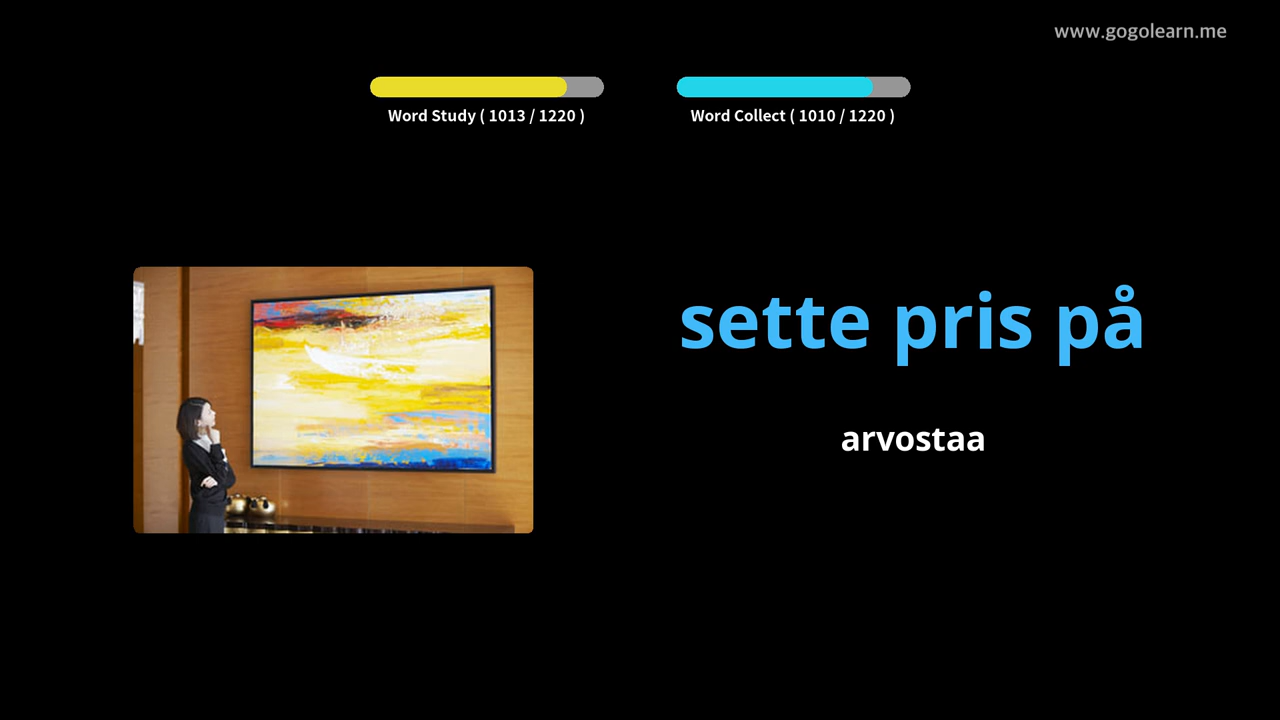 www.gogolearn.me
Word Study ( 1013 / 1220 )
Word Collect ( 1010 / 1220 )
sette pris på
arvostaa